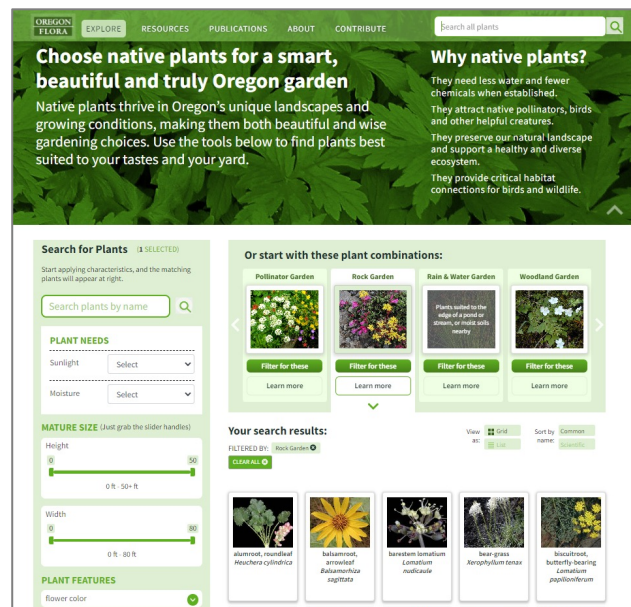 OREGON
FLORA
EXPLORE
RESOURCES
PUBLICATIONS
ABOUT
CONTRIBUTE
Search all plants
Choose native plants for a smart,
beautiful and truly Oregon garden
Native plants thrive in Oregon's unique landscapes and
growing conditions, making them both beautiful and wise
gardening choices. Use the tools below to find plants best
suited to your tastes and your yard.
Why native plants?
They need less water and fewer
chemicals when established.
They attract native pollinators, birds
and other helpful creatures.
They preserve our natural landscape
and support a healthy and diverse
ecosystem.
They provide critical habitat
connections for birds and wildlife.
Search for Plants (1 SELECTED)
Start applying characteristics, and the matching
plants will appear at right.
Search plants by name
PLANT NEEDS
Sunlight
Select
Moisture
Select
MATURE SIZE (Just grab the slider handles)
Height
0
50
0 ft - 50+ ft
Width
0
80
0 ft - 80 ft
PLANT FEATURES
flower color
Or start with these plant combinations:
Pollinator Garden
Filter for these
Learn more
Rock Garden
Filter for these
Learn more
Rain & Water Garden
Plants suited to the
edge of a pond or
stream, or moist soils
nearby
Filter for these
Learn more
Woodland Garden
Filter for these
Learn more
Your search results:
FILTERED BY: Rock Garden
CLEAR ALL
View
as:
Grid
List
Sort by
name:
Common
Scientific
alumroot, roundleaf
Heuchera cylindrica
balsamroot,
arrowleaf
Balsamorhiza
sagittata
barestem lomatium
Lomatium
nudicaule
bear-grass
Xerophyllum tenax
biscuitroot,
butterfly-bearing
Lomatium
papilioniferum